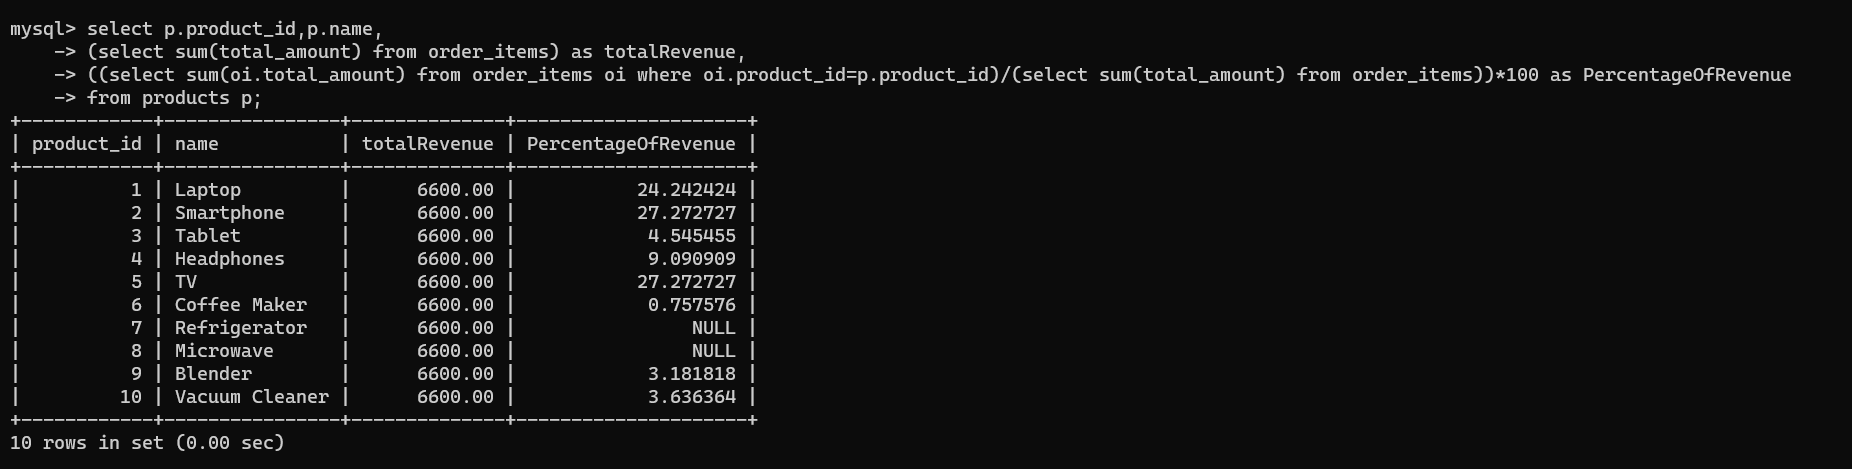 mysql> select p.product_id,p.name,
    -> (select sum(total_amount) from order_items) as totalRevenue,
    -> ((select sum(oi.total_amount) from order_items oi where oi.product_id=p.product_id)/(select sum(total_amount) from order_items))*100 as PercentageOfRevenue
    -> from products p;
+------------+----------------+--------------+---------------------+
| product_id | name           | totalRevenue | PercentageOfRevenue |
+------------+----------------+--------------+---------------------+
|          1 | Laptop         |      6600.00 |           24.242424 |
|          2 | Smartphone     |      6600.00 |           27.272727 |
|          3 | Tablet         |      6600.00 |            4.545455 |
|          4 | Headphones     |      6600.00 |            9.090909 |
|          5 | TV             |      6600.00 |           27.272727 |
|          6 | Coffee Maker   |      6600.00 |            0.757576 |
|          7 | Refrigerator   |      6600.00 |                NULL |
|          8 | Microwave      |      6600.00 |                NULL |
|          9 | Blender        |      6600.00 |            3.181818 |
|         10 | Vacuum Cleaner |      6600.00 |            3.636364 |
+------------+----------------+--------------+---------------------+
10 rows in set (0.00 sec)